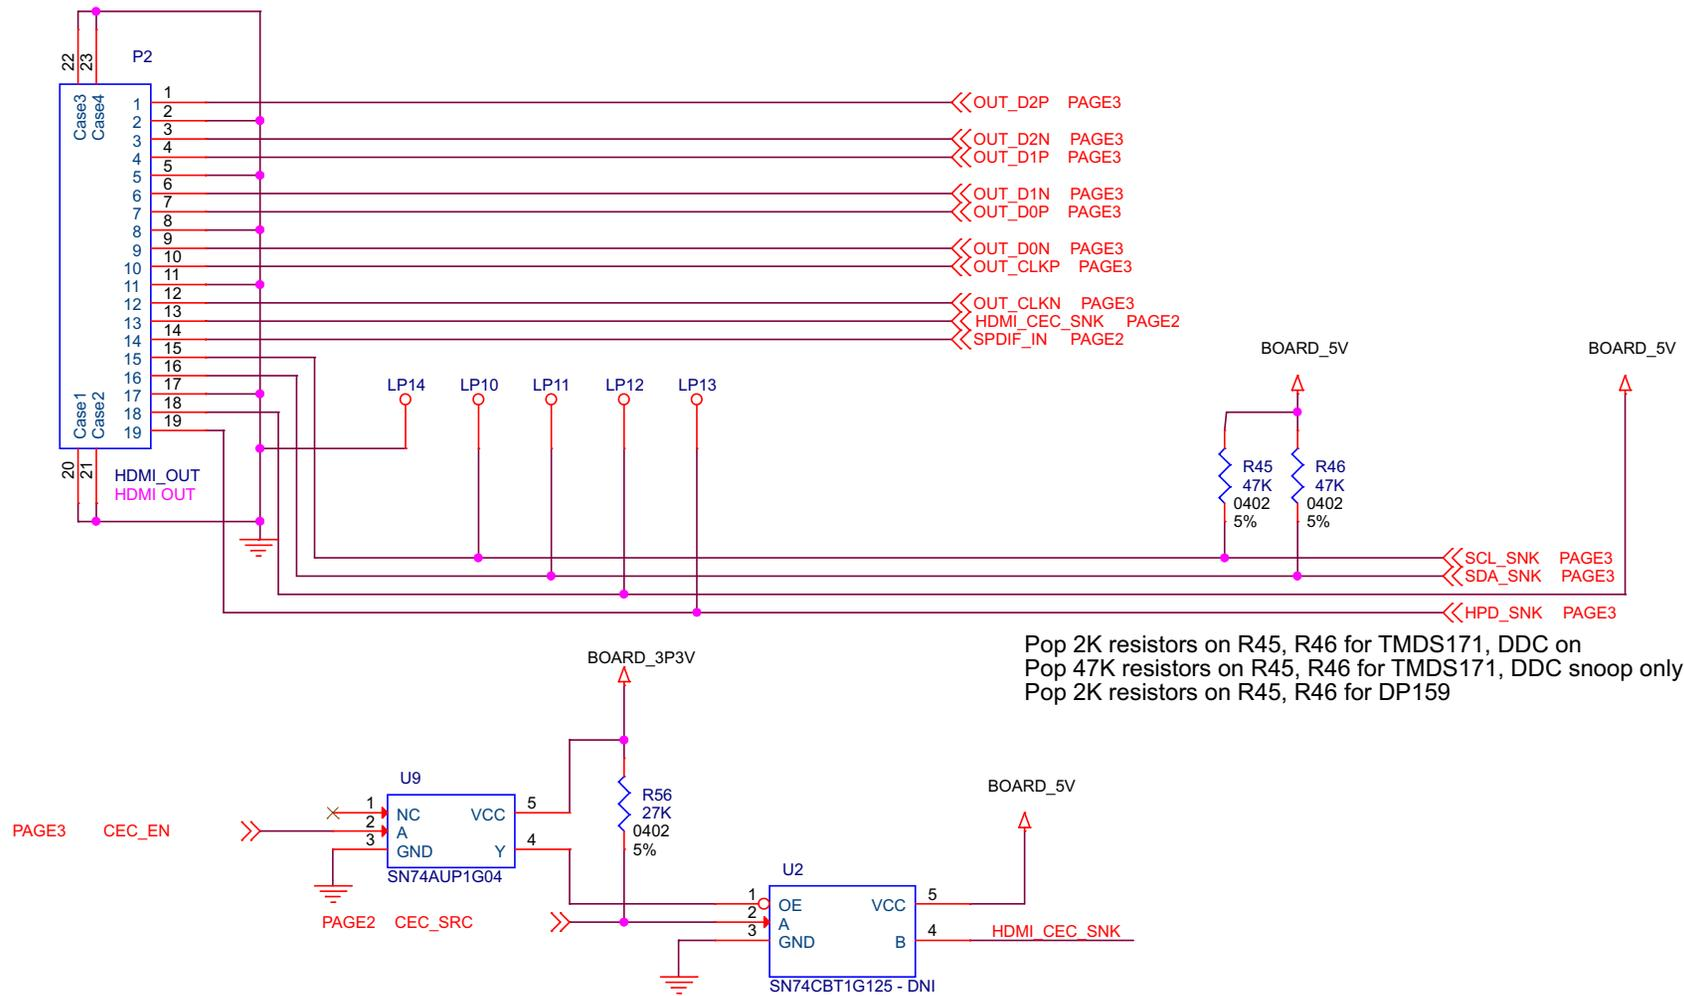 P2
22
23
Case3
Case4
1 1 OUT_D2P PAGE3
2 2
3 3 OUT_D2N PAGE3
4 4 OUT_D1P PAGE3
5 5
6 6 OUT_D1N PAGE3
7 7 OUT_D0P PAGE3
8 8
9 9 OUT_D0N PAGE3
10 10 OUT_CLKP PAGE3
11 11
12 12 OUT_CLKN PAGE3
13 13 HDMI_CEC_SNK PAGE2
14 14 SPDIF_IN PAGE2
15 15
16 16
17 17
18 18
19 19
Case1
Case2
20
21
HDMI_OUT
HDMI OUT
LP14 LP10 LP11 LP12 LP13
BOARD_5V BOARD_5V
R45
47K
0402
5%
R46
47K
0402
5%
SCL_SNK PAGE3
SDA_SNK PAGE3
HPD_SNK PAGE3
Pop 2K resistors on R45, R46 for TMDS171, DDC on
Pop 47K resistors on R45, R46 for TMDS171, DDC snoop only
Pop 2K resistors on R45, R46 for DP159
BOARD_3P3V
R56
27K
0402
5%
U9
1 NC VCC 5
PAGE3 CEC_EN 2 A
3 GND Y 4
SN74AUP1G04
PAGE2 CEC_SRC
BOARD_5V
U2
1 OE VCC 5
2 A
3 GND B 4 HDMI_CEC_SNK
SN74CBT1G125 - DNI